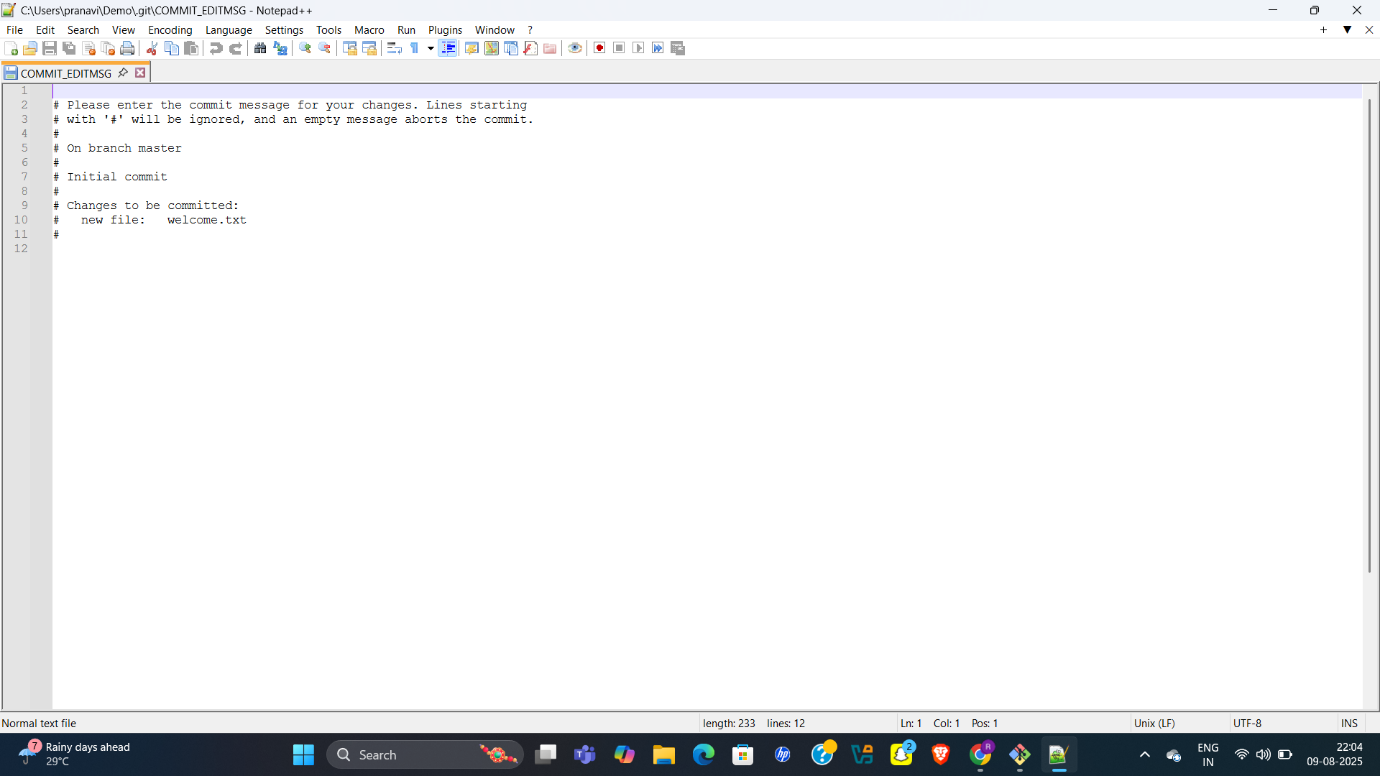 C:\Users\pranavi\Demo\.git\COMMIT_EDITMSG - Notepad++
File Edit Search View Encoding Language Settings Tools Macro Run Plugins Window ?
COMMIT_EDITMSG
1
2 # Please enter the commit message for your changes. Lines starting
3 # with '#' will be ignored, and an empty message aborts the commit.
4 #
5 # On branch master
6 #
7 # Initial commit
8 #
9 # Changes to be committed:
10 #   new file:   welcome.txt
11 #
12
Normal text file length: 233 lines: 12 Ln: 1 Col: 1 Pos: 1 Unix (LF) UTF-8 INS
7 Rainy days ahead
29°C
Search
hp
2
R
ENG
IN
22:04
09-08-2025